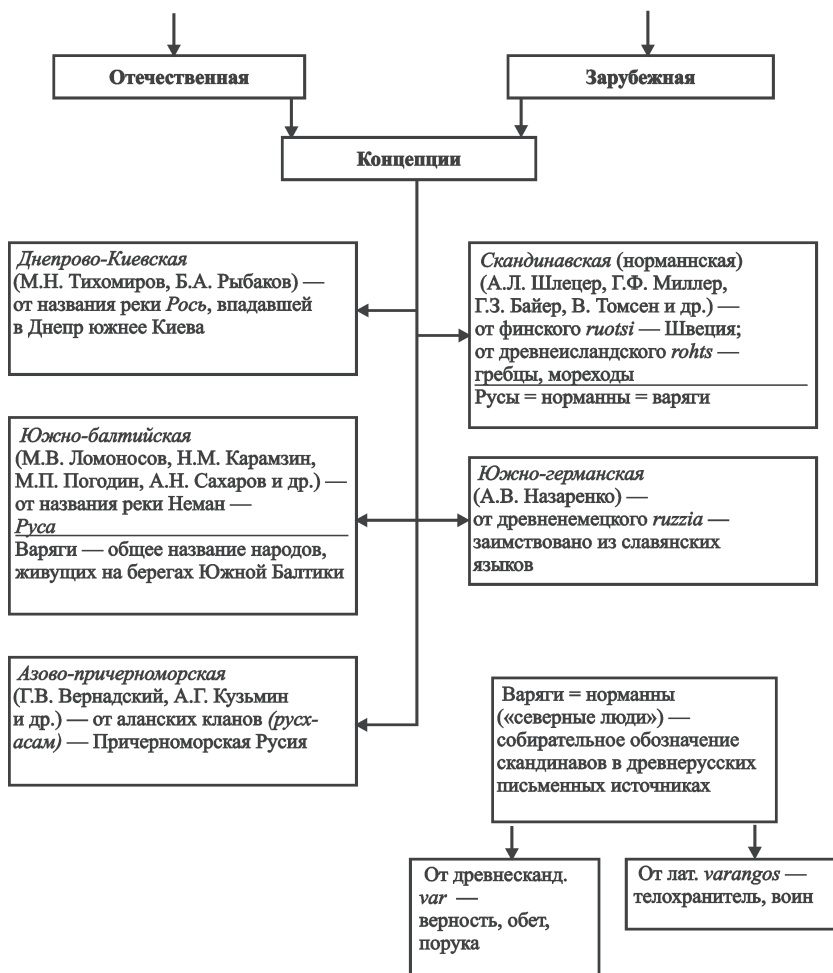 Отечественная
Зарубежная
Концепции
Днепрово-Киевская
(М.Н. Тихомиров, Б.А. Рыбаков) —
от названия реки Рось, впадавшей
в Днепр южнее Киева
Скандинавская (норманнская)
(А.Л. Шлецер, Г.Ф. Миллер,
Г.З. Байер, В. Томсен и др.) —
от финского ruotsi — Швеция;
от древнеисландского rohts —
гребцы, мореходы
Русы = норманны = варяги
Южно-балтийская
(М.В. Ломоносов, Н.М. Карамзин,
М.П. Погодин, А.Н. Сахаров и др.) —
от названия реки Неман —
Руса
Варяги — общее название народов,
живущих на берегах Южной Балтики
Южно-германская
(А.В. Назаренко) —
от древненемецкого ruzzia —
заимствовано из славянских
языков
Азово-причерноморская
(Г.В. Вернадский, А.Г. Кузьмин
и др.) — от аланских кланов (русх-
асам) — Причерноморская Русия
Варяги = норманны
(«северные люди») —
собирательное обозначение
скандинавов в древнерусских
письменных источниках
От древнесканд.
var —
верность, обет,
порука
От лат. varangos —
телохранитель, воин